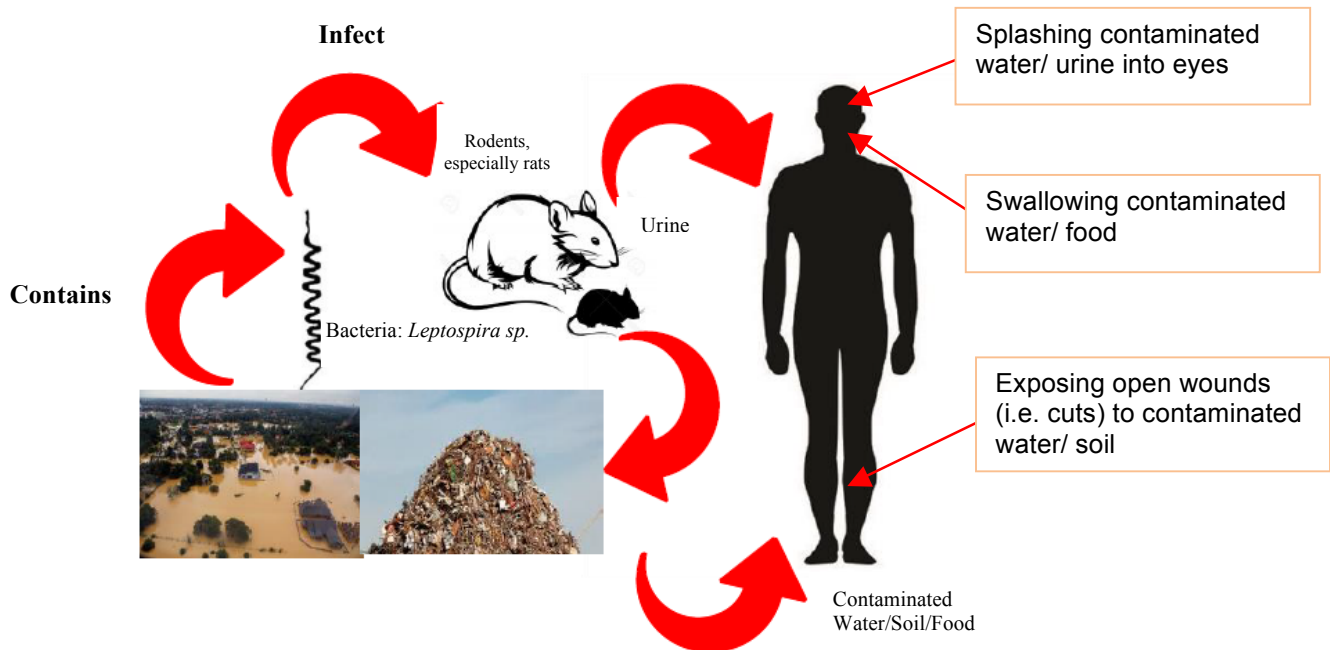 Infect
Splashing contaminated
water/ urine into eyes
Rodents,
especially rats
Urine
Swallowing contaminated
water/ food
Contains
Bacteria: Leptospira sp.
Exposing open wounds
(i.e. cuts) to contaminated
water/ soil
Contaminated
Water/Soil/Food